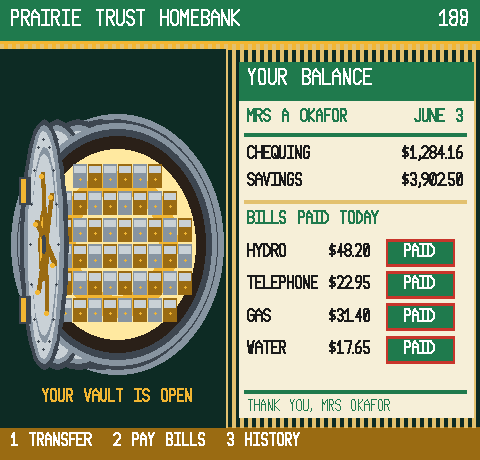 PRAIRIE TRUST HOMEBANK 188
YOUR BALANCE
MRS A OKAFOR JUNE 3
CHEQUING $1,284.16
SAVINGS $3,902.50
BILLS PAID TODAY
HYDRO $48.20 PAID
TELEPHONE $22.95 PAID
GAS $31.40 PAID
WATER $17.65 PAID
THANK YOU, MRS OKAFOR
YOUR VAULT IS OPEN
1 TRANSFER 2 PAY BILLS 3 HISTORY